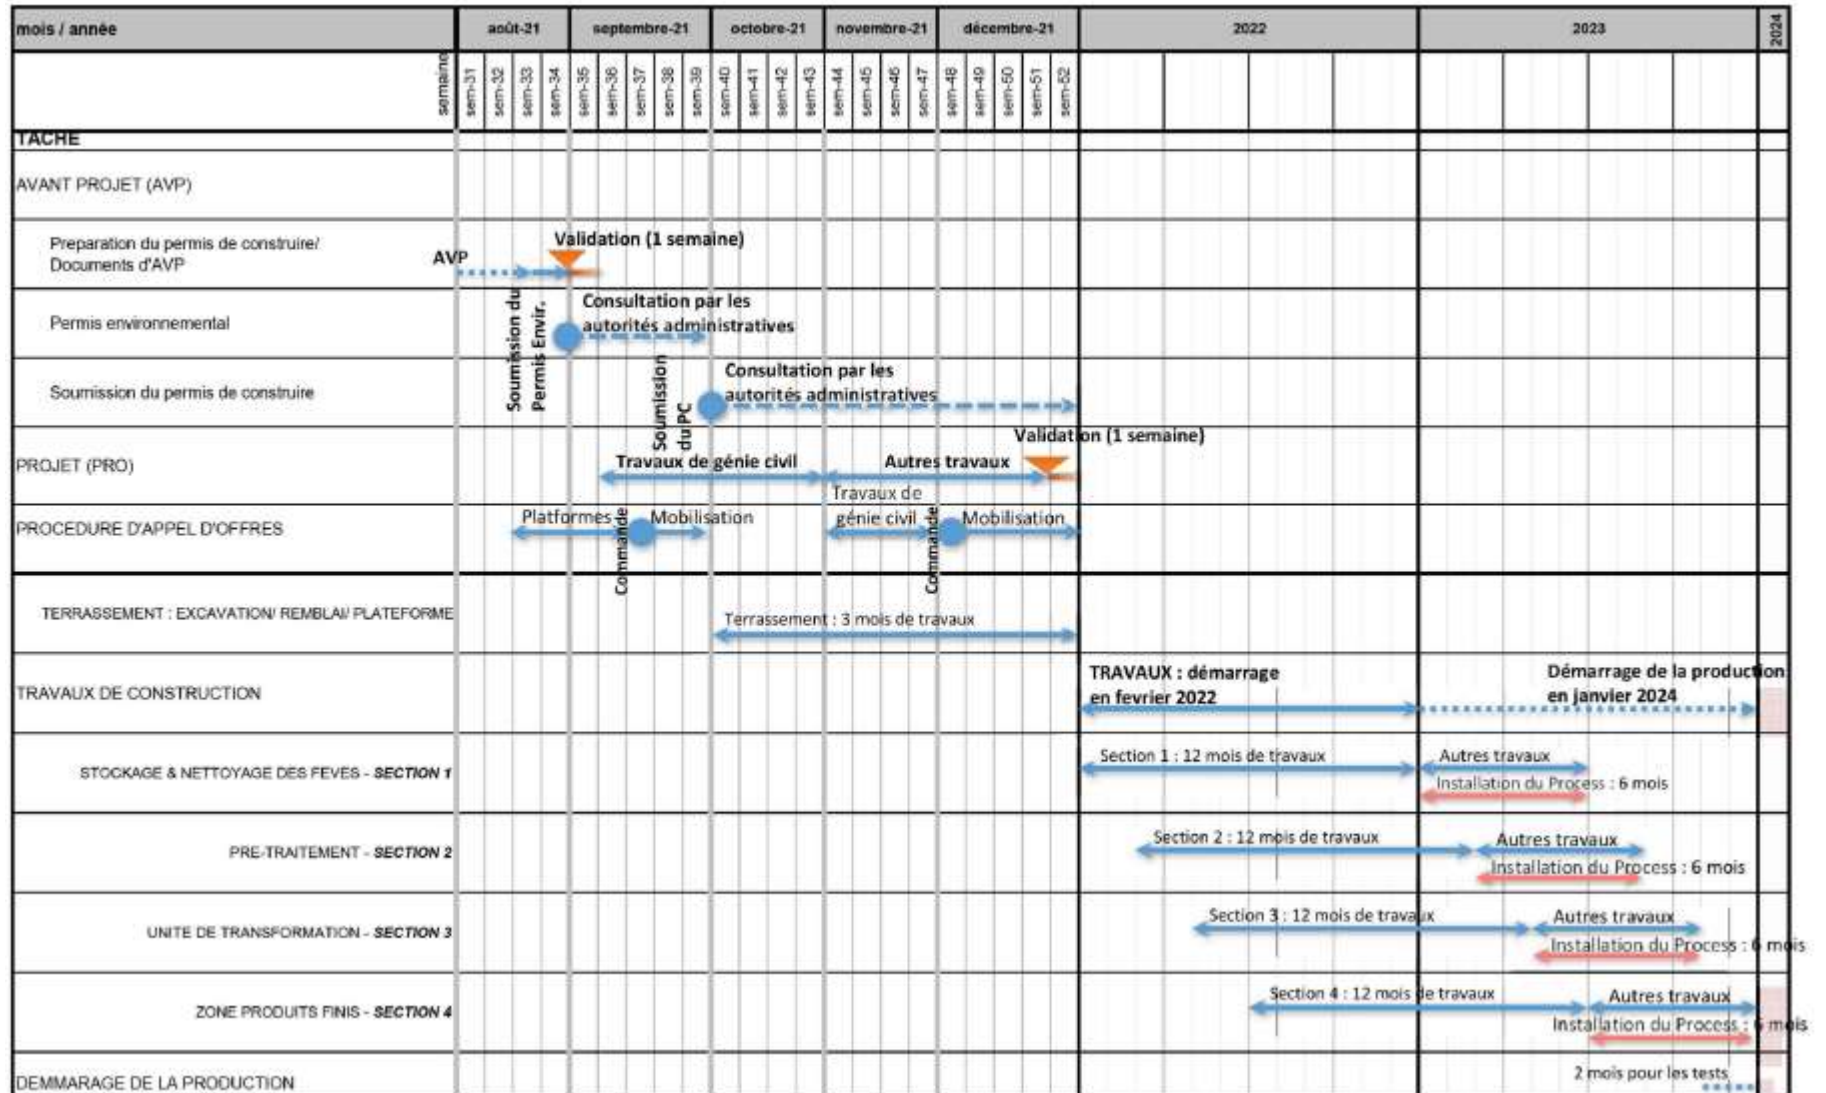 mois / année
août-21
septembre-21
octobre-21
novembre-21
décembre-21
2022
2023
2024
semaine
sem-31
sem-32
sem-33
sem-34
sem-35
sem-36
sem-37
sem-38
sem-39
sem-40
sem-41
sem-42
sem-43
sem-44
sem-45
sem-46
sem-47
sem-48
sem-49
sem-50
sem-51
sem-52
TACHE
AVANT PROJET (AVP)
Preparation du permis de construire/
Documents d'AVP
AVP
Validation (1 semaine)
Permis environnemental
Soumission du
Permis Envir.
Consultation par les
autorités administratives
Soumission du permis de construire
Soumission
du PC
Consultation par les
autorités administratives
PROJET (PRO)
Travaux de génie civil
Autres travaux
Validation (1 semaine)
PROCEDURE D'APPEL D'OFFRES
Platformes
Commande
Mobilisation
Travaux de
génie civil
Commande
Mobilisation
TERRASSEMENT : EXCAVATION/ REMBLAI/ PLATEFORME
Terrassement : 3 mois de travaux
TRAVAUX DE CONSTRUCTION
TRAVAUX : démarrage
en fevrier 2022
Démarrage de la production
en janvier 2024
STOCKAGE & NETTOYAGE DES FEVES - SECTION 1
Section 1 : 12 mois de travaux
Autres travaux
Installation du Process : 6 mois
PRE-TRAITEMENT - SECTION 2
Section 2 : 12 mois de travaux
Autres travaux
Installation du Process : 6 mois
UNITE DE TRANSFORMATION - SECTION 3
Section 3 : 12 mois de travaux
Autres travaux
Installation du Process : 6 mois
ZONE PRODUITS FINIS - SECTION 4
Section 4 : 12 mois de travaux
Autres travaux
Installation du Process : 6 mois
DEMMARAGE DE LA PRODUCTION
2 mois pour les tests